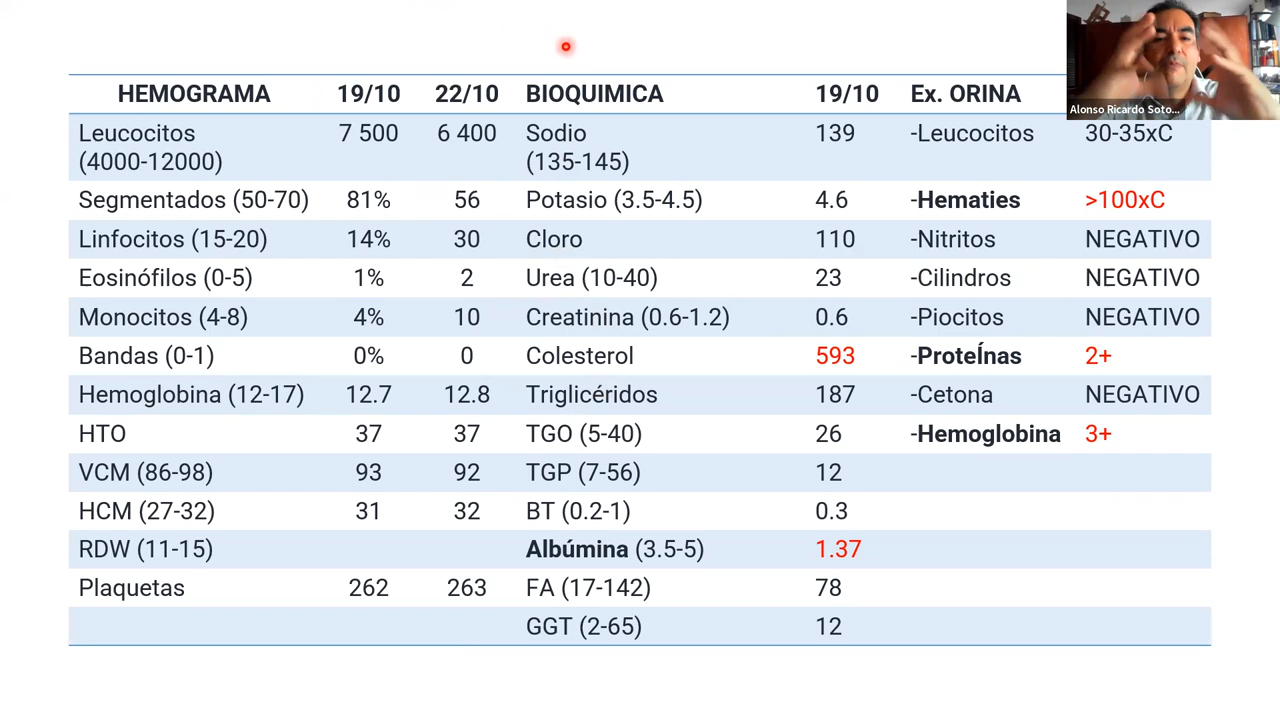 HEMOGRAMA 19/10 22/10 BIOQUIMICA 19/10 Ex. ORINA
Alonso Ricardo Soto...
Leucocitos (4000-12000) 7 500 6 400 Sodio (135-145) 139 -Leucocitos 30-35xC
Segmentados (50-70) 81% 56 Potasio (3.5-4.5) 4.6 -Hematies >100xC
Linfocitos (15-20) 14% 30 Cloro 110 -Nitritos NEGATIVO
Eosinófilos (0-5) 1% 2 Urea (10-40) 23 -Cilindros NEGATIVO
Monocitos (4-8) 4% 10 Creatinina (0.6-1.2) 0.6 -Piocitos NEGATIVO
Bandas (0-1) 0% 0 Colesterol 593 -ProteÍnas 2+
Hemoglobina (12-17) 12.7 12.8 Triglicéridos 187 -Cetona NEGATIVO
HTO 37 37 TGO (5-40) 26 -Hemoglobina 3+
VCM (86-98) 93 92 TGP (7-56) 12
HCM (27-32) 31 32 BT (0.2-1) 0.3
RDW (11-15) Albúmina (3.5-5) 1.37
Plaquetas 262 263 FA (17-142) 78
GGT (2-65) 12